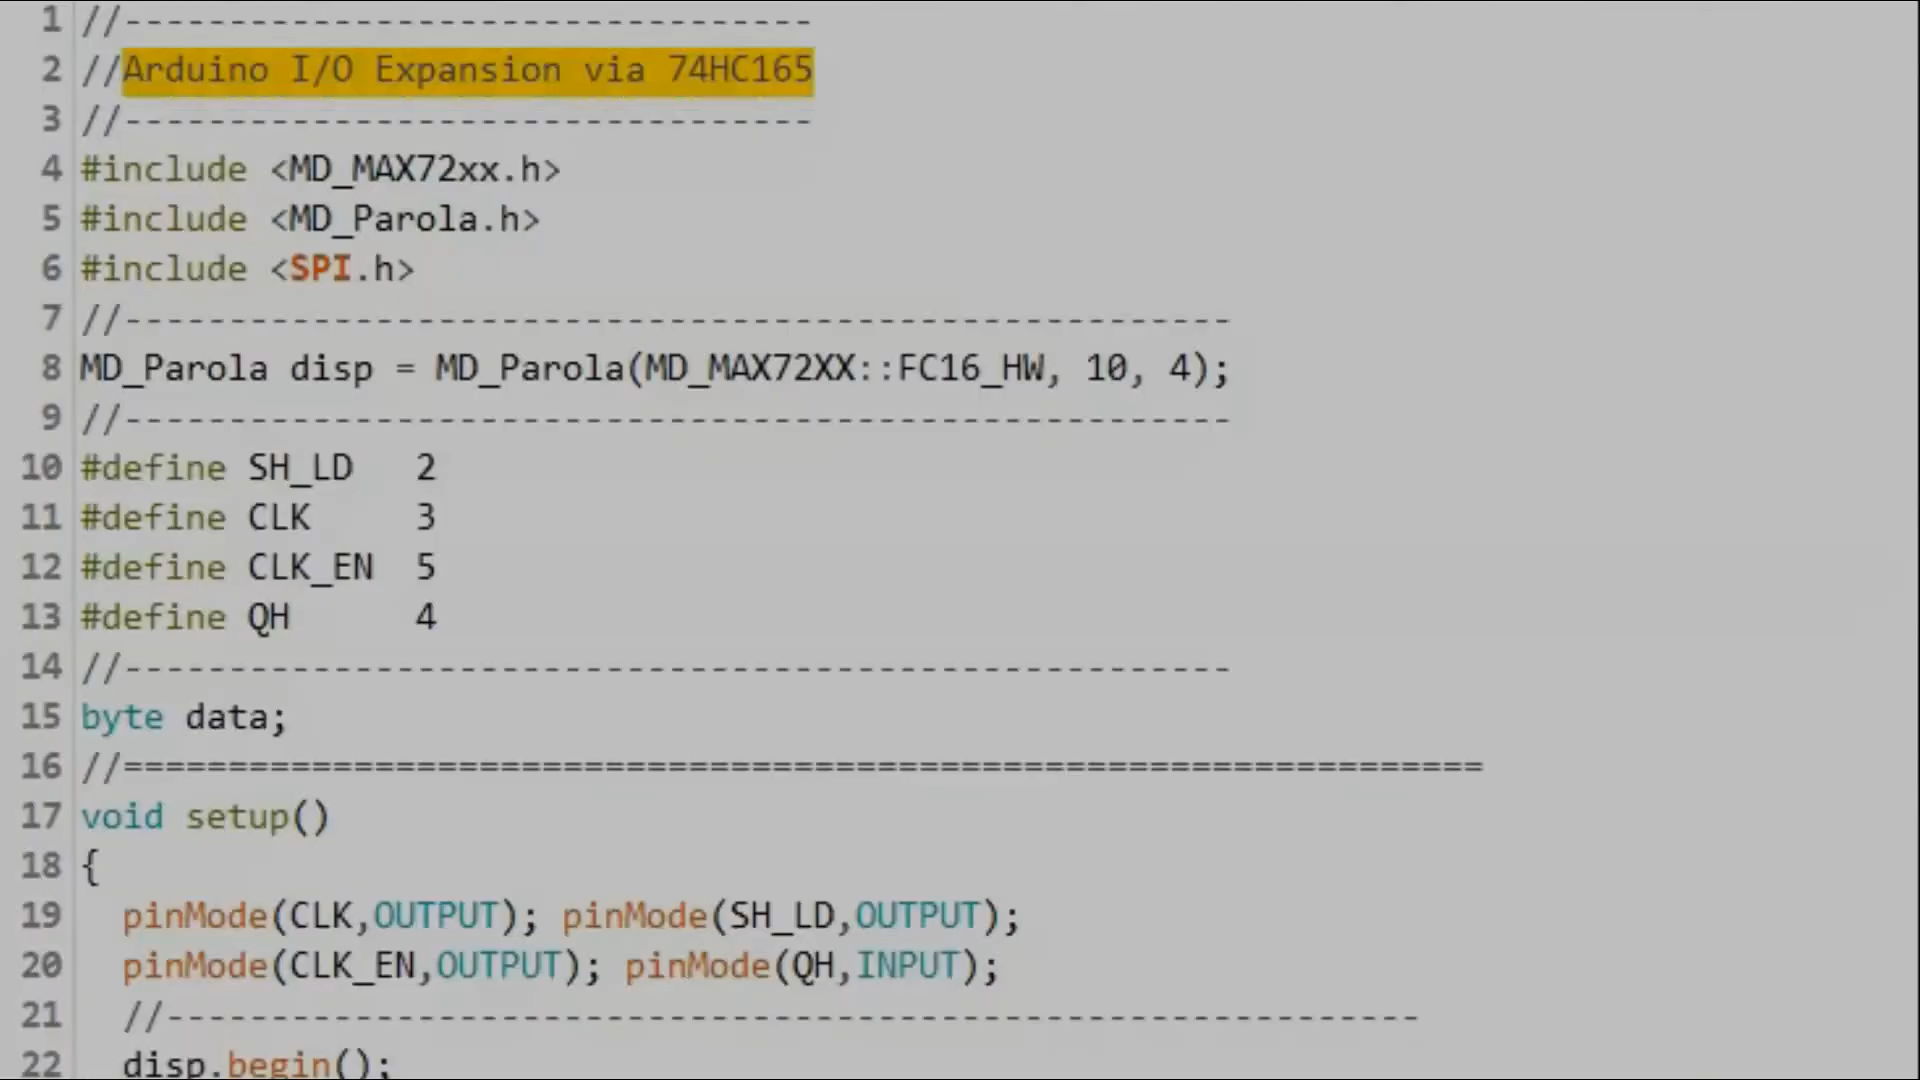 1 //---------------------------------
2 //Arduino I/O Expansion via 74HC165
3 //---------------------------------
4 #include <MD_MAX72xx.h>
5 #include <MD_Parola.h>
6 #include <SPI.h>
7 //-----------------------------------------------------
8 MD_Parola disp = MD_Parola(MD_MAX72XX::FC16_HW, 10, 4);
9 //-----------------------------------------------------
10 #define SH_LD   2
11 #define CLK     3
12 #define CLK_EN  5
13 #define QH      4
14 //-----------------------------------------------------
15 byte data;
16 //=================================================================
17 void setup()
18 {
19   pinMode(CLK,OUTPUT); pinMode(SH_LD,OUTPUT);
20   pinMode(CLK_EN,OUTPUT); pinMode(QH,INPUT);
21   //------------------------------------------------------------
22   disp.begin();